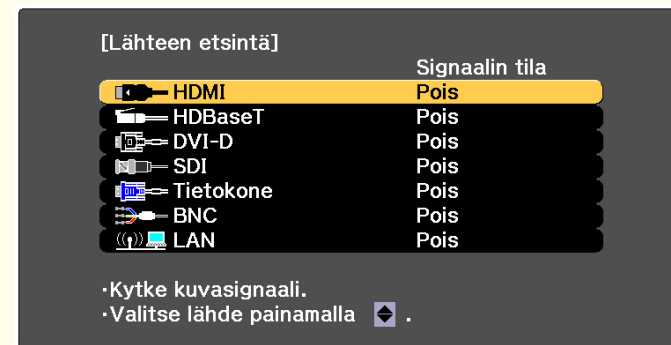 [Lähteen etsintä]
Signaalin tila
HDMI Pois
HDBaseT Pois
DVI-D Pois
SDI Pois
Tietokone Pois
BNC Pois
LAN Pois
·Kytke kuvasignaali.
·Valitse lähde painamalla .